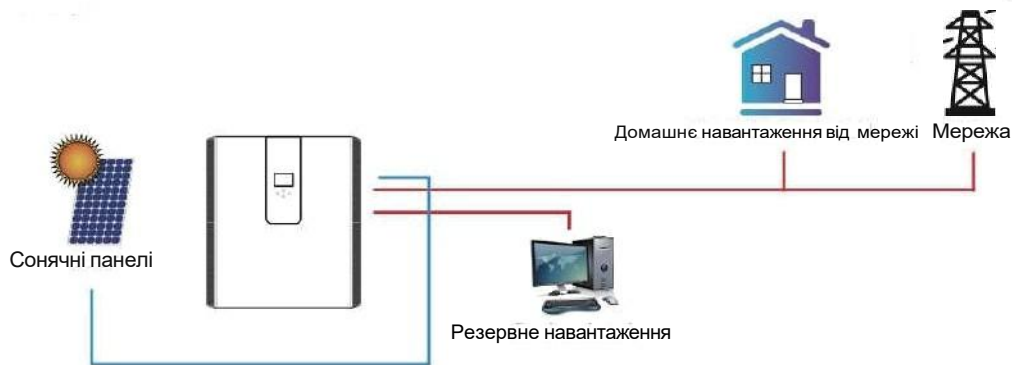 Домашнє навантаження від мережі
Мережа
Сонячні панелі
Резервне навантаження